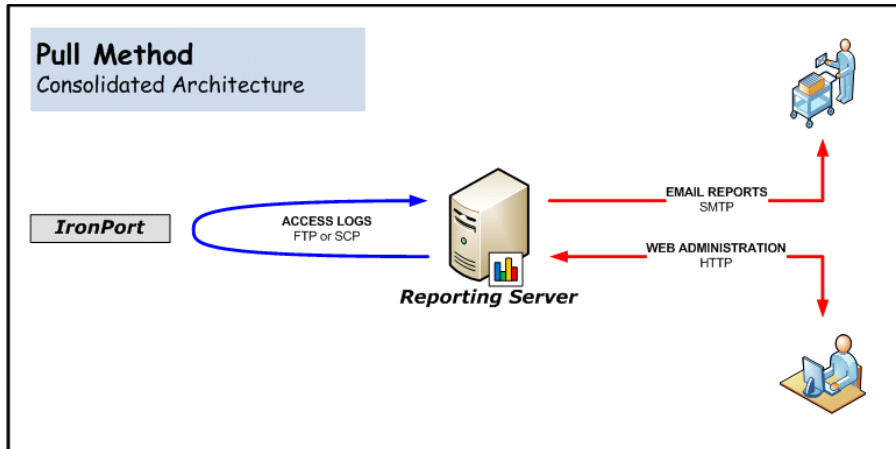 Pull Method
Consolidated Architecture
IronPort
ACCESS LOGS
FTP or SCP
Reporting Server
EMAIL REPORTS
SMTP
WEB ADMINISTRATION
HTTP